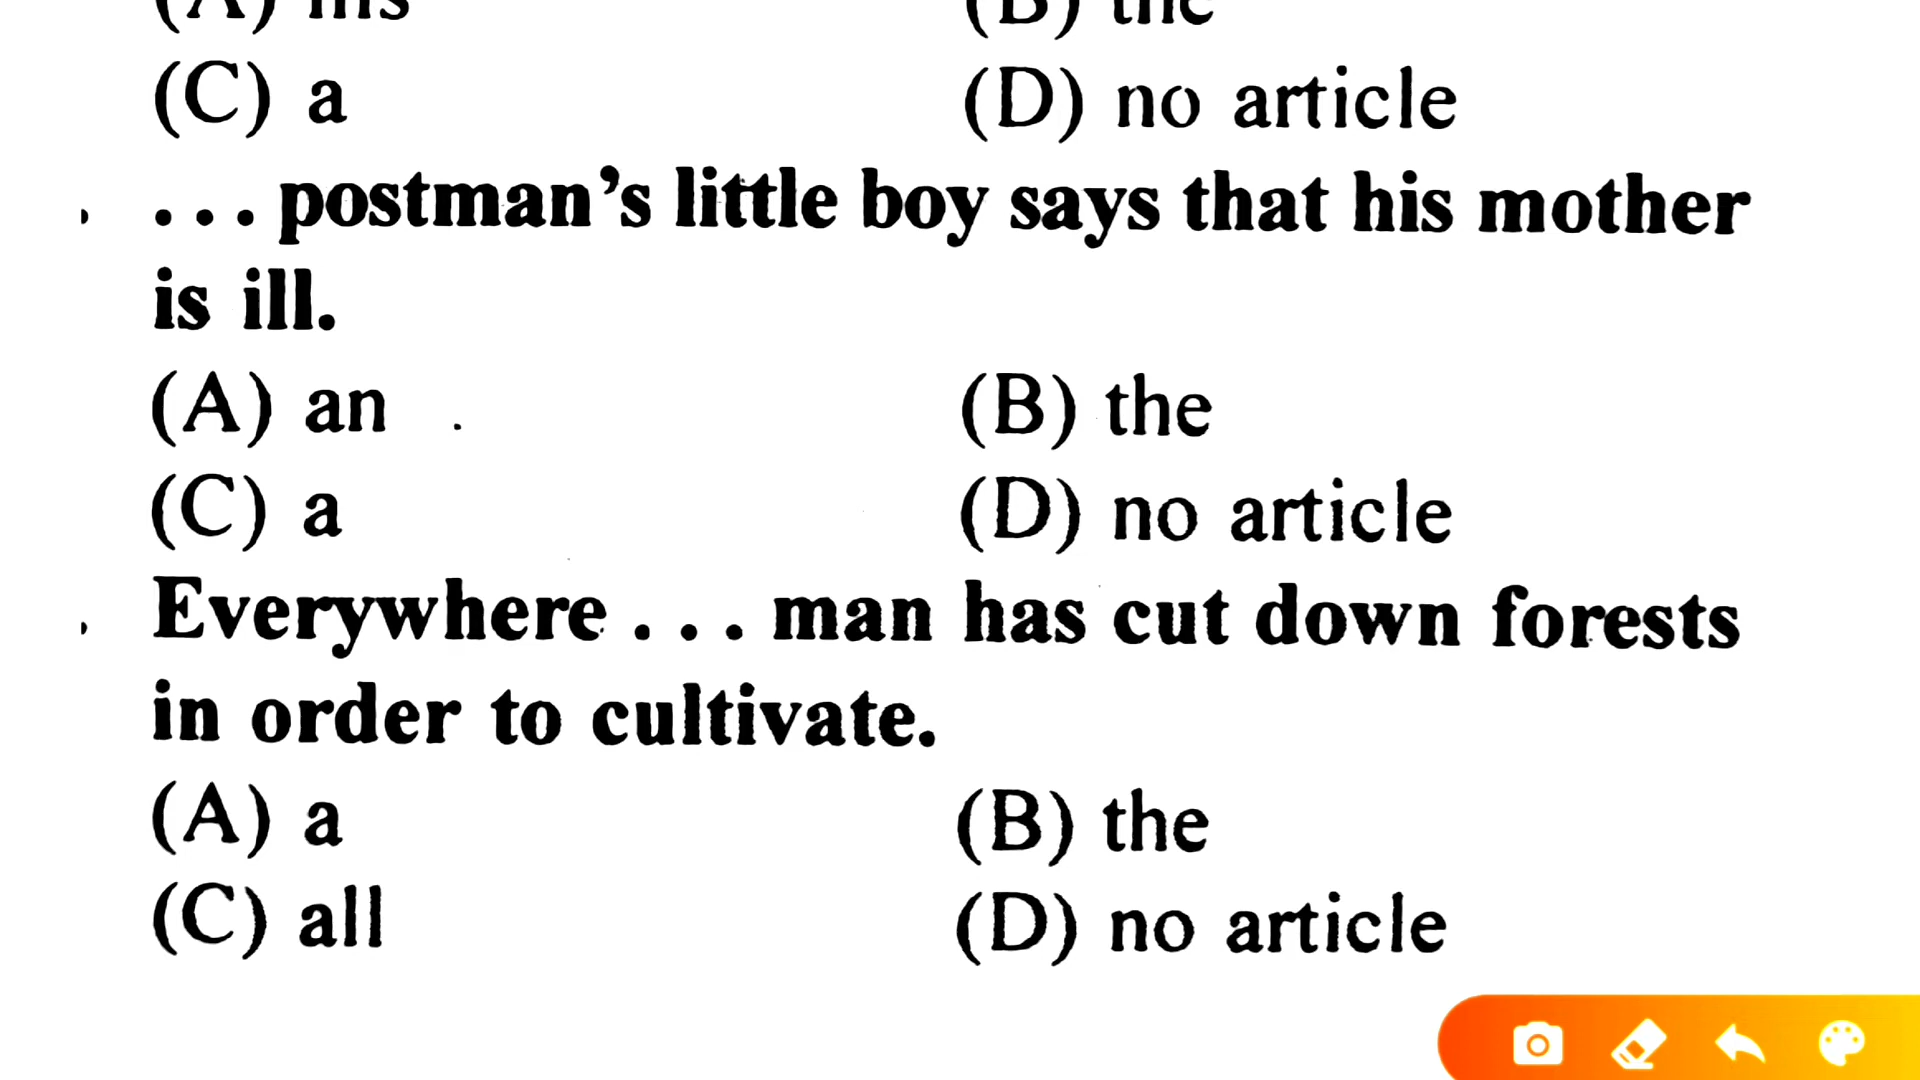 (C) a (D) no article
. . . postman's little boy says that his mother
is ill.
(A) an (B) the
(C) a (D) no article
Everywhere . . . man has cut down forests
in order to cultivate.
(A) a (B) the
(C) all (D) no article